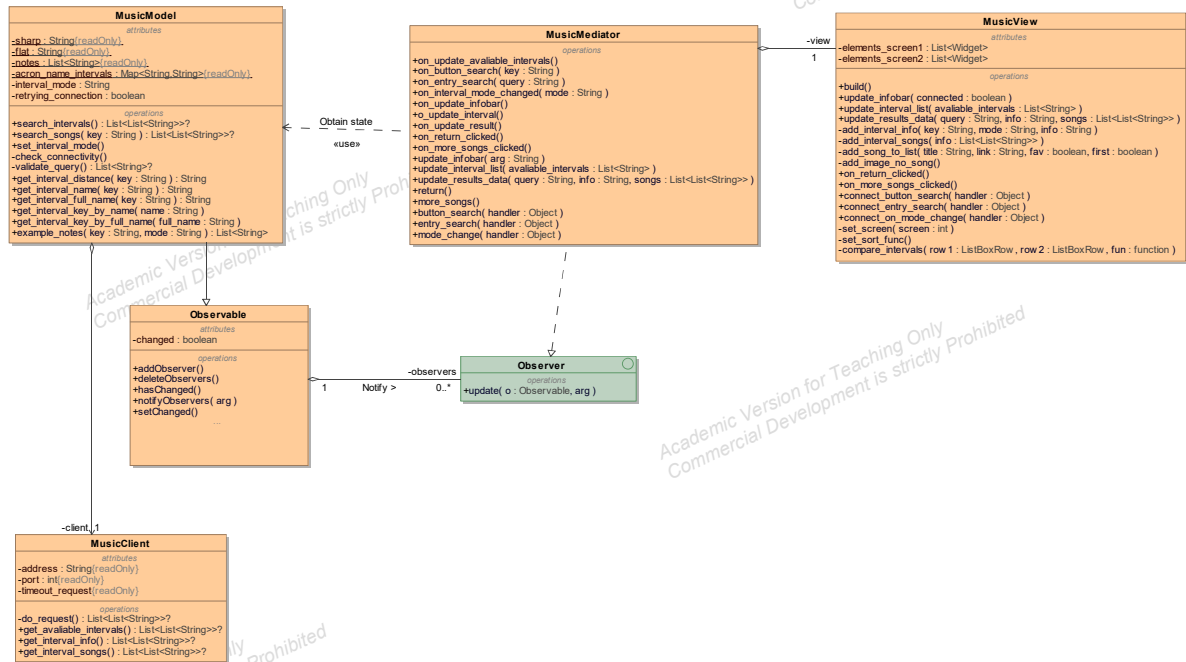 MusicModel
attributes
-sharp : String{readOnly}
-flat : String{readOnly}
-notes : List<String>{readOnly}
-acron_name_intervals : Map<String,String>{readOnly}
-interval_mode : String
-retrying_connection : boolean
operations
+search_intervals() : List<List<String>>?
+search_songs( key : String ) : List<List<String>>?
+set_interval_mode()
-check_connectivity()
-validate_query() : List<String>?
+get_interval_distance( key : String ) : String
+get_interval_name( key : String ) : String
+get_interval_full_name( key : String ) : String
+get_interval_key_by_name( name : String )
+get_interval_key_by_full_name( full_name : String )
+example_notes( key : String, mode : String ) : List<String>
Obtain state
«use»
MusicMediator
operations
+on_update_avaliable_intervals()
+on_button_search( key : String )
+on_entry_search( query : String )
+on_interval_mode_changed( mode : String )
+on_update_infobar()
+o_update_interval()
+on_update_result()
+on_return_clicked()
+on_more_songs_clicked()
+update_infobar( arg : String )
+update_interval_list( avaliable_intervals : List<String> )
+update_results_data( query : String, info : String, songs : List<List<String>> )
+return()
+more_songs()
+button_search( handler : Object )
+entry_search( handler : Object )
+mode_change( handler : Object )
-view
1
MusicView
attributes
-elements_screen1 : List<Widget>
-elements_screen2 : List<Widget>
operations
+build()
+update_infobar( connected : boolean )
+update_interval_list( avaliable_intervals : List<String> )
+update_results_data( query : String, info : String, songs : List<List<String>> )
-add_interval_info( key : String, mode : String, info : String )
-add_interval_songs( info : List<List<String>> )
-add_song_to_list( title : String, link : String, fav : boolean, first : boolean )
-add_image_no_song()
+on_return_clicked()
+on_more_songs_clicked()
+connect_button_search( handler : Object )
+connect_entry_search( handler : Object )
+connect_on_mode_change( handler : Object )
-set_screen( screen : int )
-set_sort_func()
-compare_intervals( row 1 : ListBoxRow , row 2 : ListBoxRow , fun : function )
Observable
attributes
-changed : boolean
operations
+addObserver()
+deleteObservers()
+hasChanged()
+notifyObservers( arg )
+setChanged()
...
1
Notify >
-observers
0..*
Observer
operations
+update( o : Observable, arg )
-client
1
MusicClient
attributes
-address : String{readOnly}
-port : int{readOnly}
-timeout_request{readOnly}
operations
-do_request() : List<List<String>>?
+get_avaliable_intervals() : List<List<String>>?
+get_interval_info() : List<List<String>>?
+get_interval_songs() : List<List<String>>?
Academic Version for Teaching Only
Commercial Development is strictly Prohibited